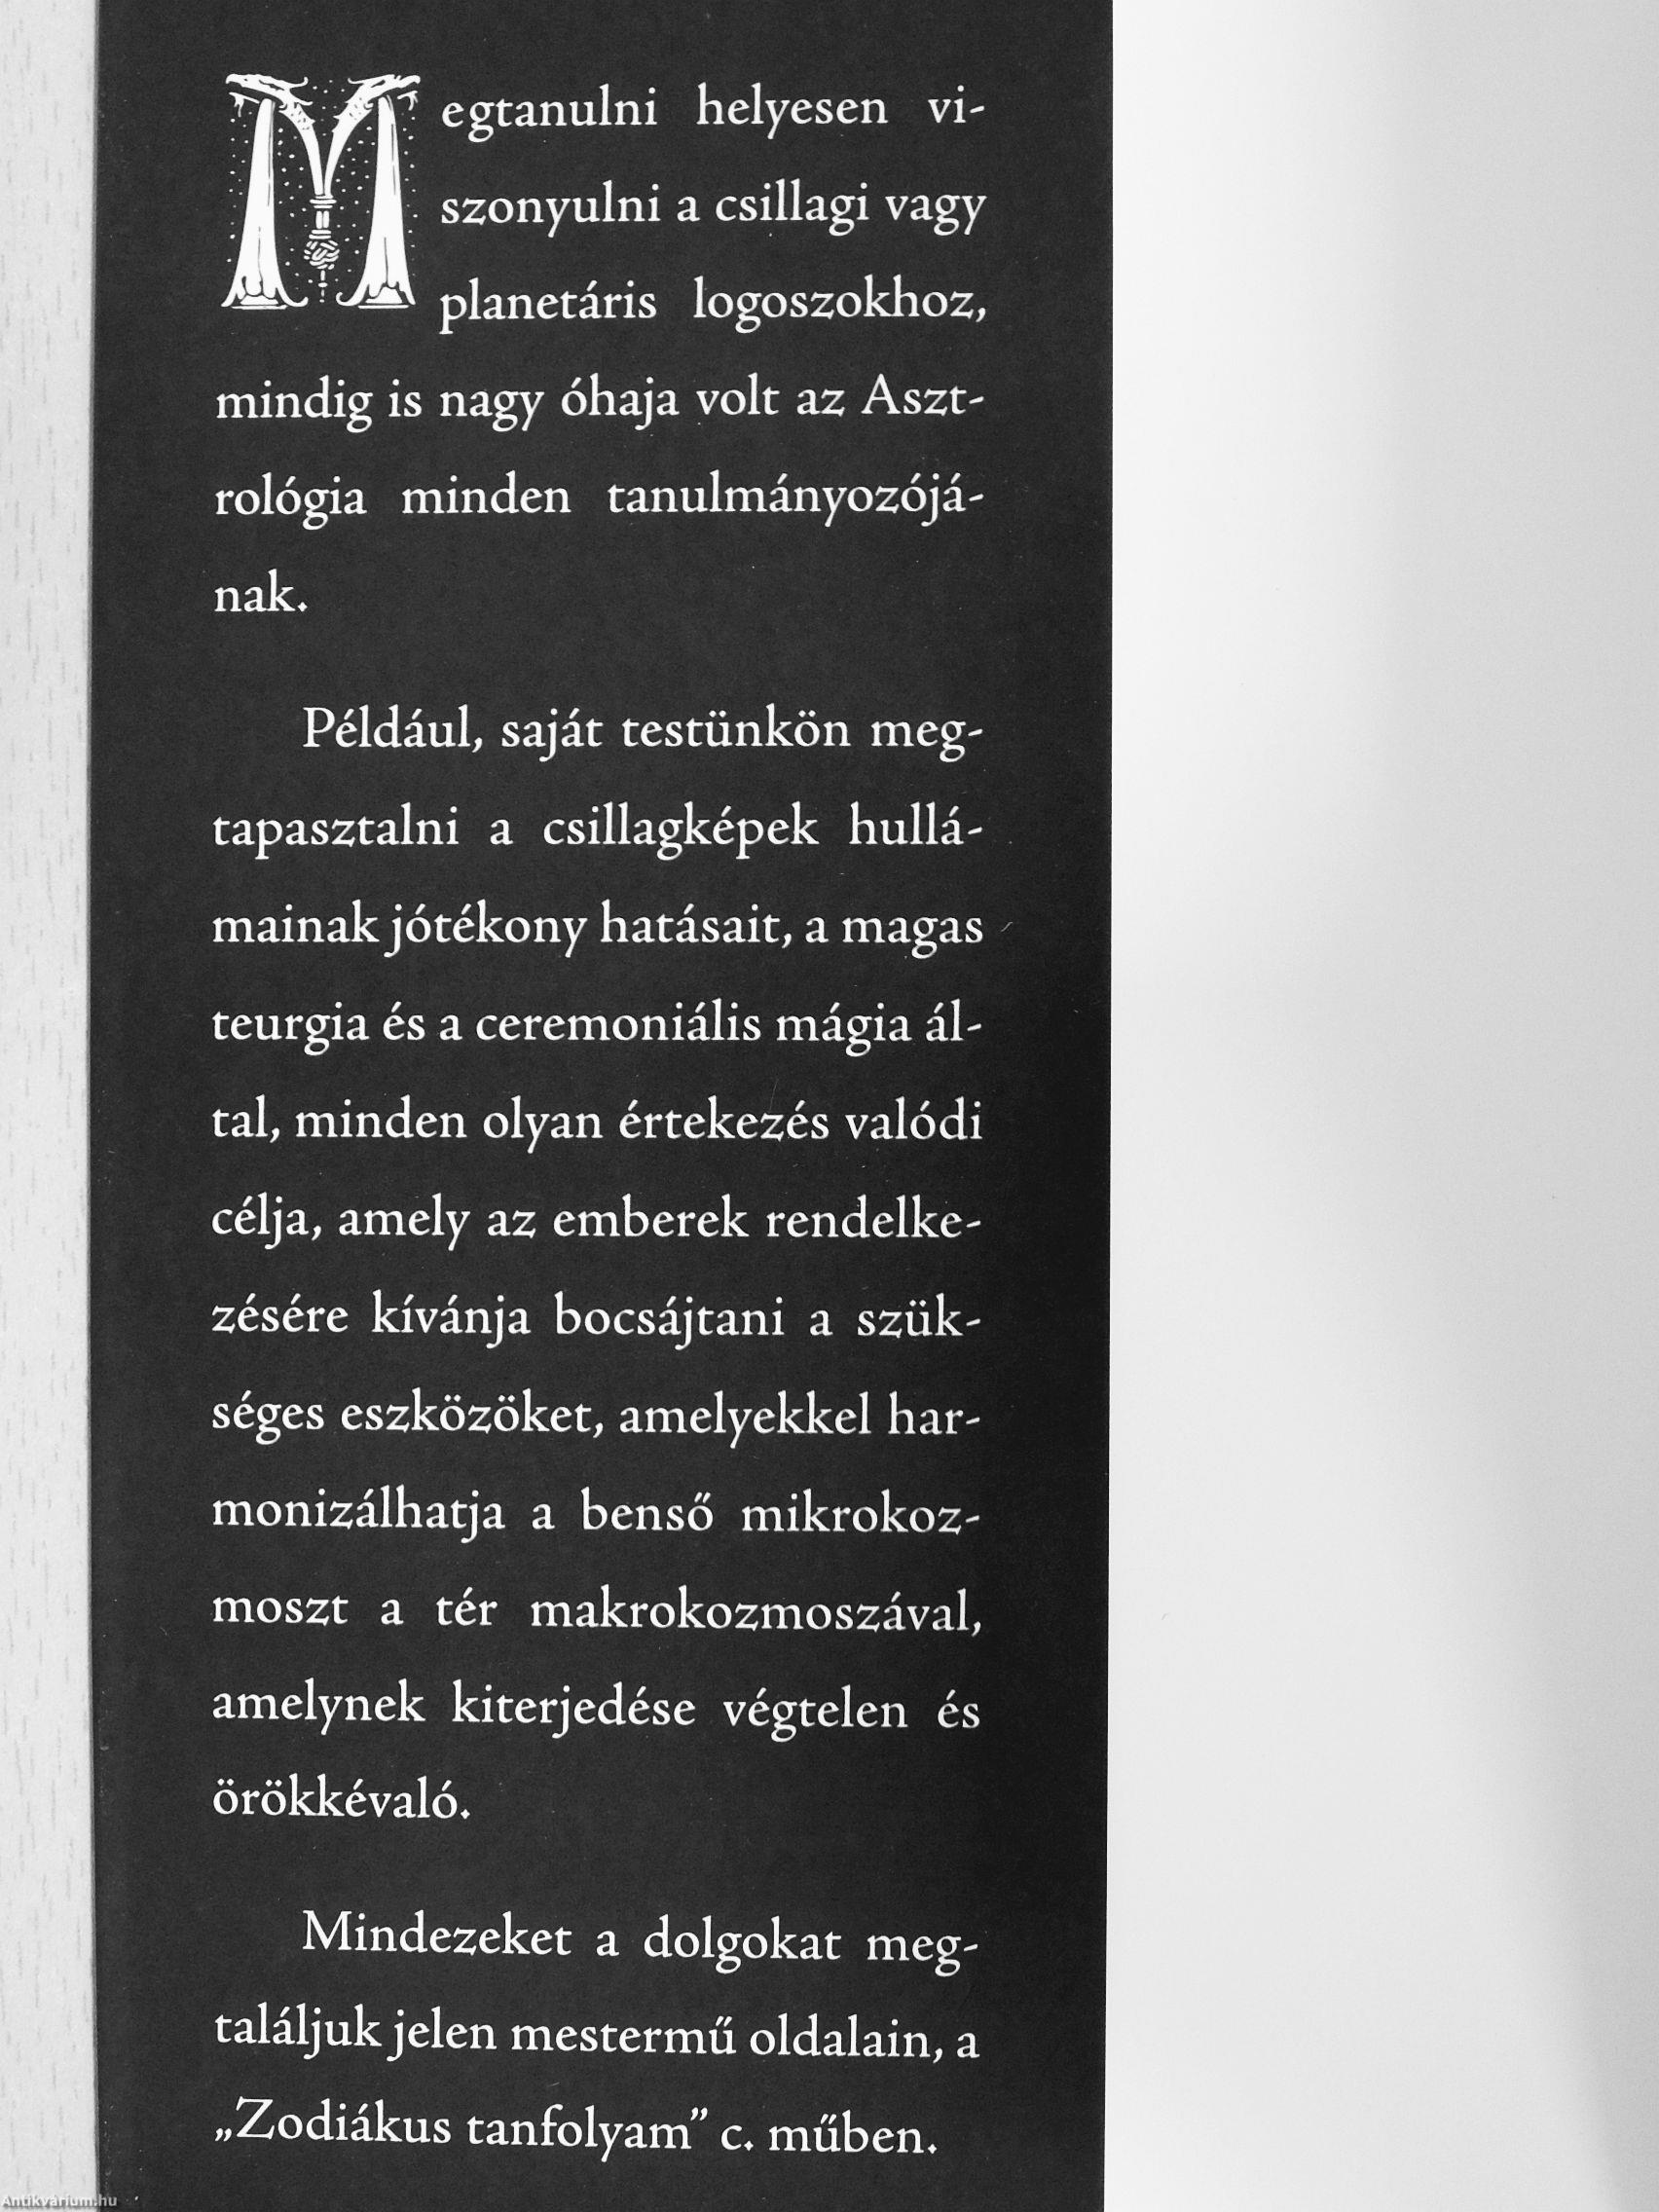 Megtanulni helyesen vi-
szonyulni a csillagi vagy
planetáris logoszokhoz,
mindig is nagy óhaja volt az Aszt-
rológia minden tanulmányozójá-
nak.
Például, saját testünkön meg-
tapasztalni a csillagképek hullá-
mainak jótékony hatásait, a magas
teurgia és a ceremoniális mágia ál-
tal, minden olyan értekezés valódi
célja, amely az emberek rendelke-
zésére kívánja bocsájtani a szük-
séges eszközöket, amelyekkel har-
monizálhatja a benső mikrokoz-
moszt a tér makrokozmoszával,
amelynek kiterjedése végtelen és
örökkévaló.
Mindezeket a dolgokat meg-
találjuk jelen mestermű oldalain, a
„Zodiákus tanfolyam” c. műben.
Antikvárium.hu